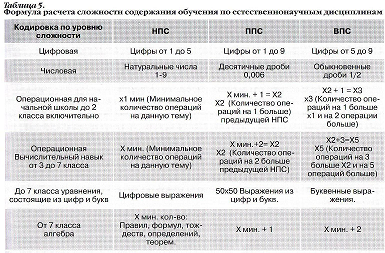 Таблица 5.
Формула расчета сложности содержания обучения по естественнонаучным дисциплинам
Кодировка по уровню сложности НПС ППС ВПС
Цифровая Цифры от 1 до 5 Цифры от 1 до 9 Цифры от 5 до 9
Числовая Натуральные числа 1-9 Десятичные дроби 0,006 Обыкновенные дроби 1/2
Операционная для начальной школы до 2 класса включительно х1 мин (Минимальное количество операций на данную тему) Х мин. + 1 = Х2 Х2 (Количество операций на 1 больше) предыдущей НПС Х2 + 1 = Х3 х3 (Количество операций на 1 больше х1 и на 2 операции больше)
Операционная Вычислительный навык от 3 до 7 класса Х мин. (Минимальное количество операций на данную тему) Х мин.+2= Х2 Х2 (Количество операций на 2 больше предыдущей НПС) Х2+3=Х5 Х5 (Количество операций на 3 больше Х2 и на 5 операций больше)
До 7 класса уравнения, состоящие из цифр и букв Цифровые выражения 50х50 Выражения из цифр и букв. Буквенные выражения.
От 7 класса алгебра Х мин. кол-во: Правил, формул, тождеств, определений, теорем. Х мин. + 1 Х мин. + 2